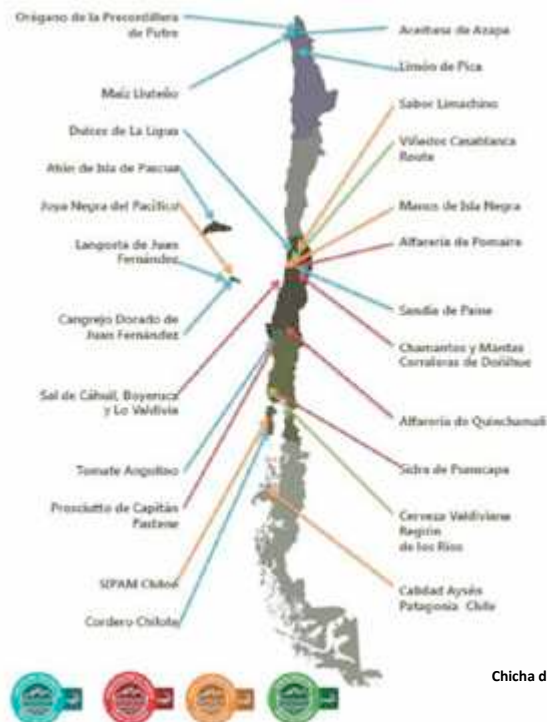 Orégano de la Precordillera
de Putre
Maíz Lluteño
Dulces de La Ligua
Atún de Isla de Pascua
Joya Negra del Pacífico
Langosta de Juan
Fernández
Cangrejo Dorado de
Juan Fernández
Sal de Cáhuil, Boyeruca
y Lo Valdivia
Tomate Angolino
Prosciutto de Capitán
Pastene
SIPAM Chiloé
Cordero Chilote
Aceituna de Azapa
Limón de Pica
Sabor Limachino
Viñedos Casablanca
Route
Manos de Isla Negra
Alfarería de Pomaire
Sandía de Paine
Chamantos y Mantas
Corraleras de Doñihue
Alfarería de Quinchamalí
Sidra de Punucapa
Cerveza Valdiviana
Región
de los Ríos
Calidad Aysén
Patagonia Chile
Chicha d